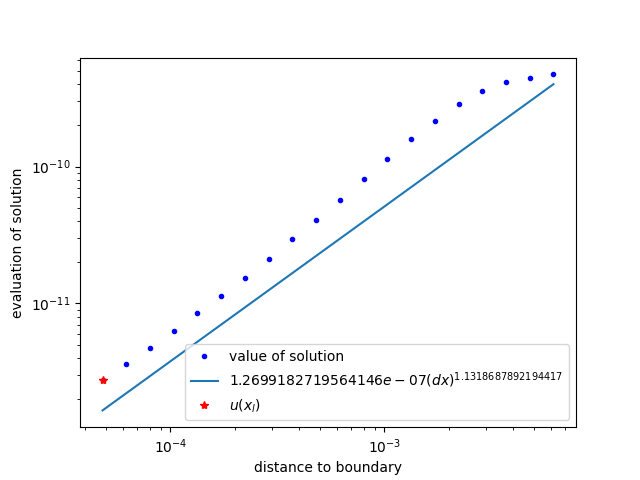 evaluation of solution
10⁻¹⁰
10⁻¹¹
10⁻⁴
10⁻³
distance to boundary
value of solution
1.2699182719564146e − 07(dx)^1.1318687892194417
u(x_l)